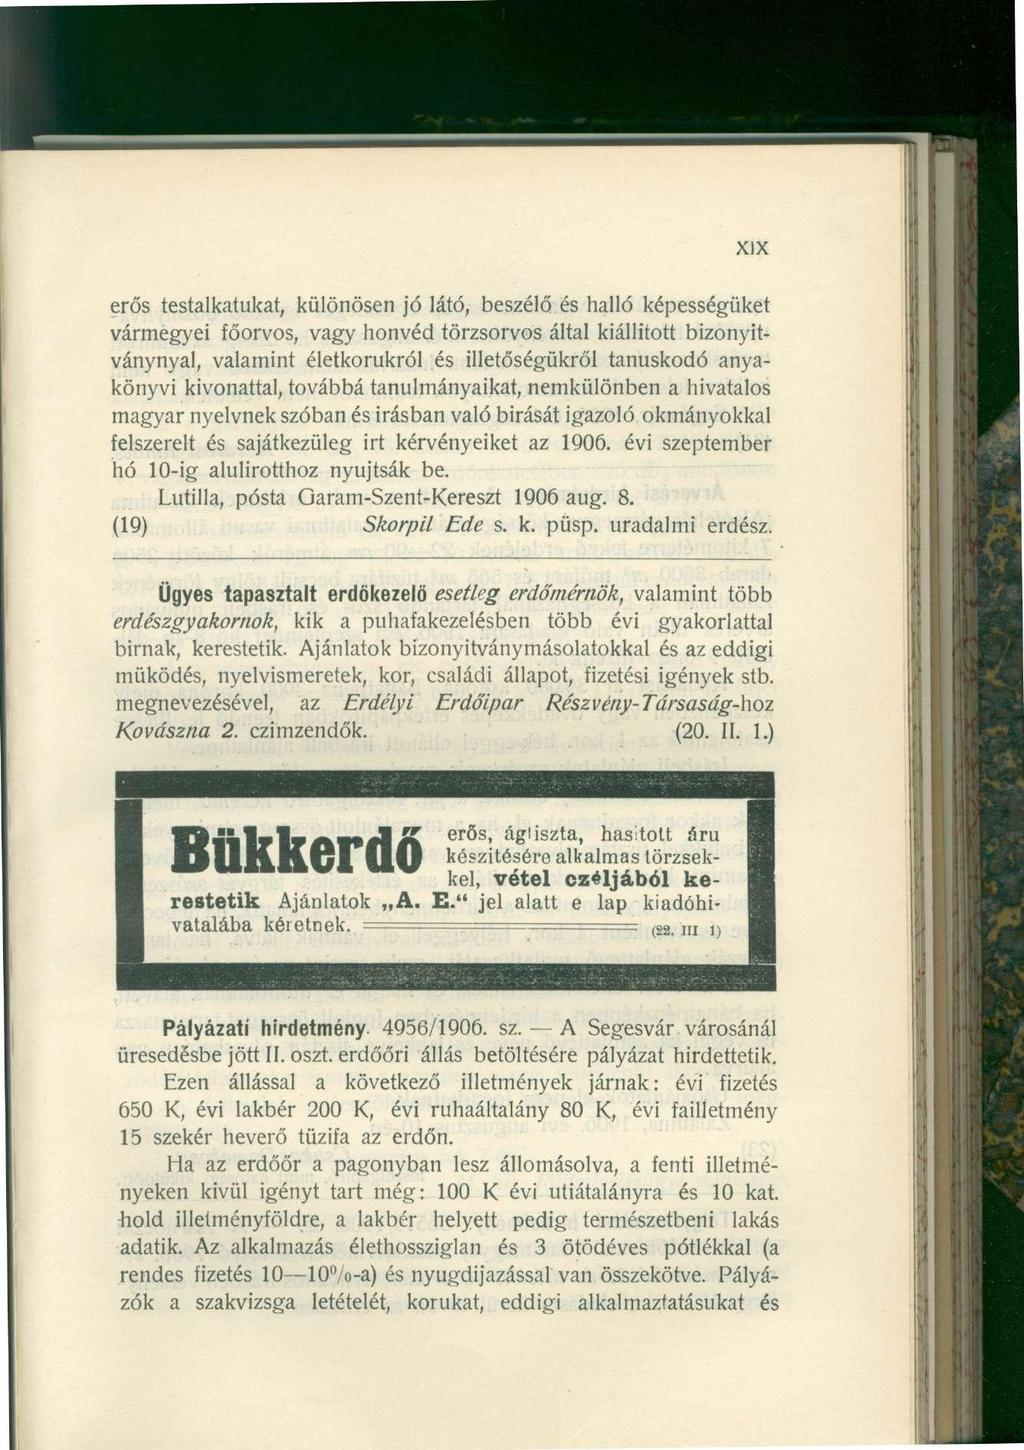 XIX
erős testalkatukat, különösen jó látó, beszélő és halló képességüket
vármegyei főorvos, vagy honvéd törzsorvos által kiállitott bizonyit-
ványnyal, valamint életkorukról és illetőségükről tanuskodó anya-
könyvi kivonattal, továbbá tanulmányaikat, nemkülönben a hivatalos
magyar nyelvnek szóban és irásban való birását igazoló okmányokkal
felszerelt és sajátkezüleg irt kérvényeiket az 1906. évi szeptember
hó 10-ig alulirotthoz nyujtsák be.
Lutilla, pósta Garam-Szent-Kereszt 1906 aug. 8.
(19) Skorpil Ede s. k. püsp. uradalmi erdész.
Ügyes tapasztalt erdőkezelő esetleg erdőmérnök, valamint több
erdészgyakornok, kik a puhafakezelésben több évi gyakorlattal
birnak, kerestetik. Ajánlatok bizonyitványmásolatokkal és az eddigi
müködés, nyelvismeretek, kor, családi állapot, fizetési igények stb.
megnevezésével, az Erdélyi Erdőipar Részvény-Társaság-hoz
Kovászna 2. czimzendők. (20. II. 1.)
Bükkerdő erős, ágtiszta, hasitott áru
készitésére alkalmas törzsek-
kel, vétel czéljából ke-
restetik Ajánlatok „A. E.“ jel alatt e lap kiadóhi-
vatalába kéretnek. (22. III 1)
Pályázati hirdetmény. 4956/1906. sz. — A Segesvár városánál
üresedésbe jött II. oszt. erdőőri állás betöltésére pályázat hirdettetik.
Ezen állással a következő illetmények járnak: évi fizetés
650 K, évi lakbér 200 K, évi ruhaáltalány 80 K, évi failletmény
15 szekér heverő tüzifa az erdőn.
Ha az erdőőr a pagonyban lesz állomásolva, a fenti illetmé-
nyeken kivül igényt tart még: 100 K évi utiátalányra és 10 kat.
hold illetményföldre, a lakbér helyett pedig természetbeni lakás
adatik. Az alkalmazás élethossziglan és 3 ötödéves pótlékkal (a
rendes fizetés 10—10%-a) és nyugdijazással van összekötve. Pályá-
zók a szakvizsga letételét, korukat, eddigi alkalmaztatásukat és